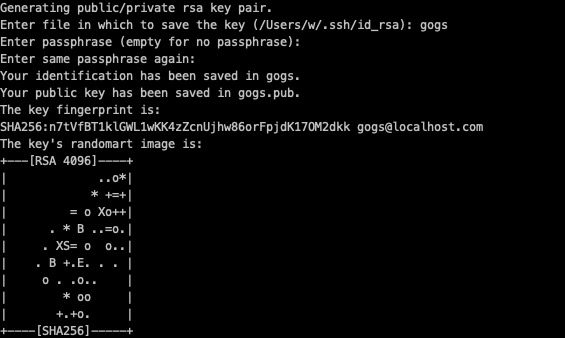 Generating public/private rsa key pair.
Enter file in which to save the key (/Users/w/.ssh/id_rsa): gogs
Enter passphrase (empty for no passphrase):
Enter same passphrase again:
Your identification has been saved in gogs.
Your public key has been saved in gogs.pub.
The key fingerprint is:
SHA256:n7tVfBT1klGWL1wKK4zZcnUjhw86orFpjdK17OM2dkk gogs@localhost.com
The key's randomart image is:
+---[RSA 4096]----+
|             ..o*|
|            * +=+|
|         = o Xo++|
|      . * B ..=o.|
|     . XS= o  o..|
|    . B +.E. . . |
|     o . .o..    |
|        * oo     |
|       +.+o.     |
+----[SHA256]-----+